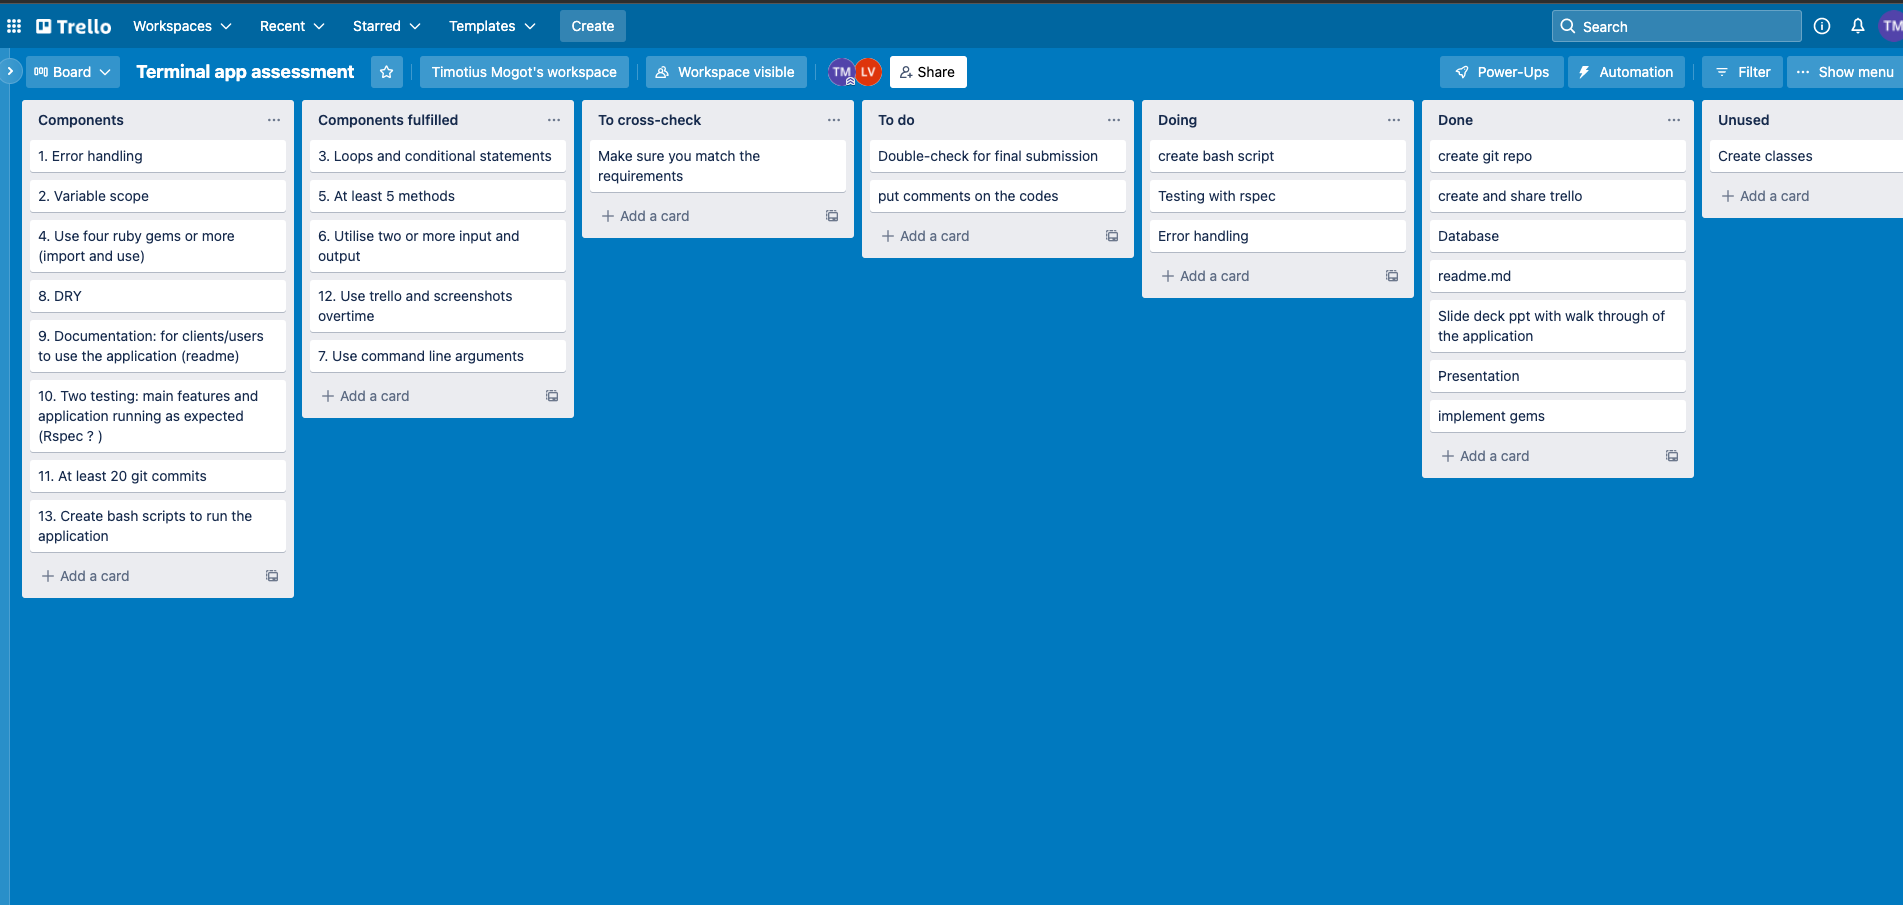 Trello
Workspaces
Recent
Starred
Templates
Create
Search
TM
Board
Terminal app assessment
Timotius Mogot's workspace
Workspace visible
TM
LV
Share
Power-Ups
Automation
Filter
Show menu
Components
1. Error handling
2. Variable scope
4. Use four ruby gems or more
(import and use)
8. DRY
9. Documentation: for clients/users
to use the application (readme)
10. Two testing: main features and
application running as expected
(Rspec ? )
11. At least 20 git commits
13. Create bash scripts to run the
application
Add a card
Components fulfilled
3. Loops and conditional statements
5. At least 5 methods
6. Utilise two or more input and
output
12. Use trello and screenshots
overtime
7. Use command line arguments
Add a card
To cross-check
Make sure you match the
requirements
Add a card
To do
Double-check for final submission
put comments on the codes
Add a card
Doing
create bash script
Testing with rspec
Error handling
Add a card
Done
create git repo
create and share trello
Database
readme.md
Slide deck ppt with walk through of
the application
Presentation
implement gems
Add a card
Unused
Create classes
Add a card